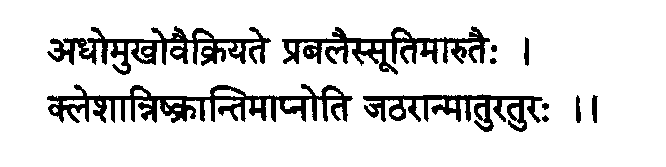 अधोमुखोवैक्रियते प्रबलैस्सूतिमारुतैः ।
क्लेशान्निष्क्रान्तिमाप्नोति जठरान्मातुरतुरः ।।